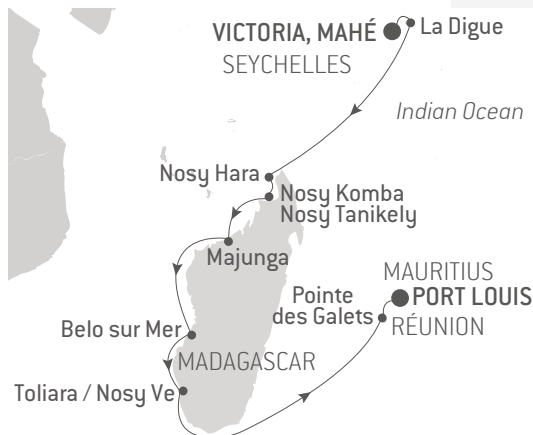 VICTORIA, MAHÉ
La Digue
SEYCHELLES
Indian Ocean
Nosy Hara
Nosy Komba
Nosy Tanikely
Majunga
MAURITIUS
Pointe
des Galets
PORT LOUIS
RÉUNION
Belo sur Mer
MADAGASCAR
Toliara / Nosy Ve